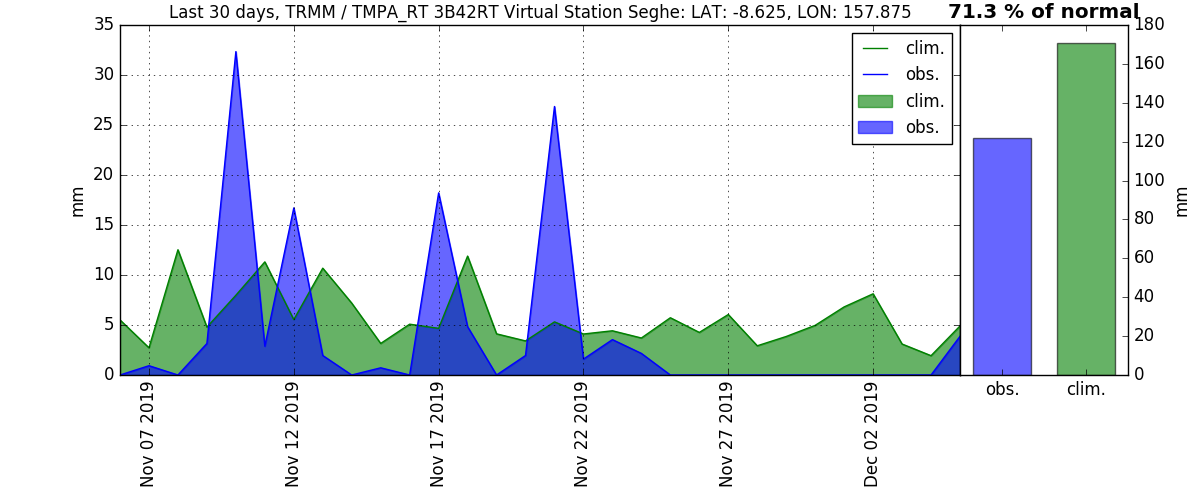 Last 30 days, TRMM / TMPA_RT 3B42RT Virtual Station Seghe: LAT: -8.625, LON: 157.875
71.3 % of normal
35
30
25
20
15
10
5
0
mm
clim.
obs.
clim.
obs.
180
160
140
120
100
80
60
40
20
0
mm
obs.
clim.
Nov 07 2019
Nov 12 2019
Nov 17 2019
Nov 22 2019
Nov 27 2019
Dec 02 2019